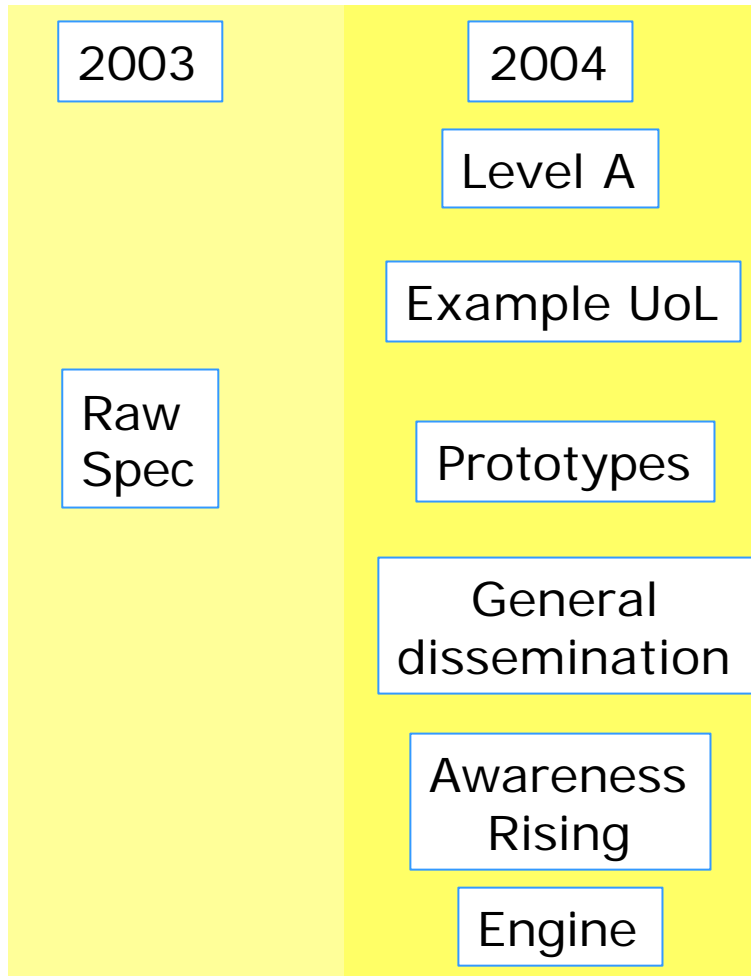 2003
Raw
Spec
2004
Level A
Example UoL
Prototypes
General
dissemination
Awareness
Rising
Engine